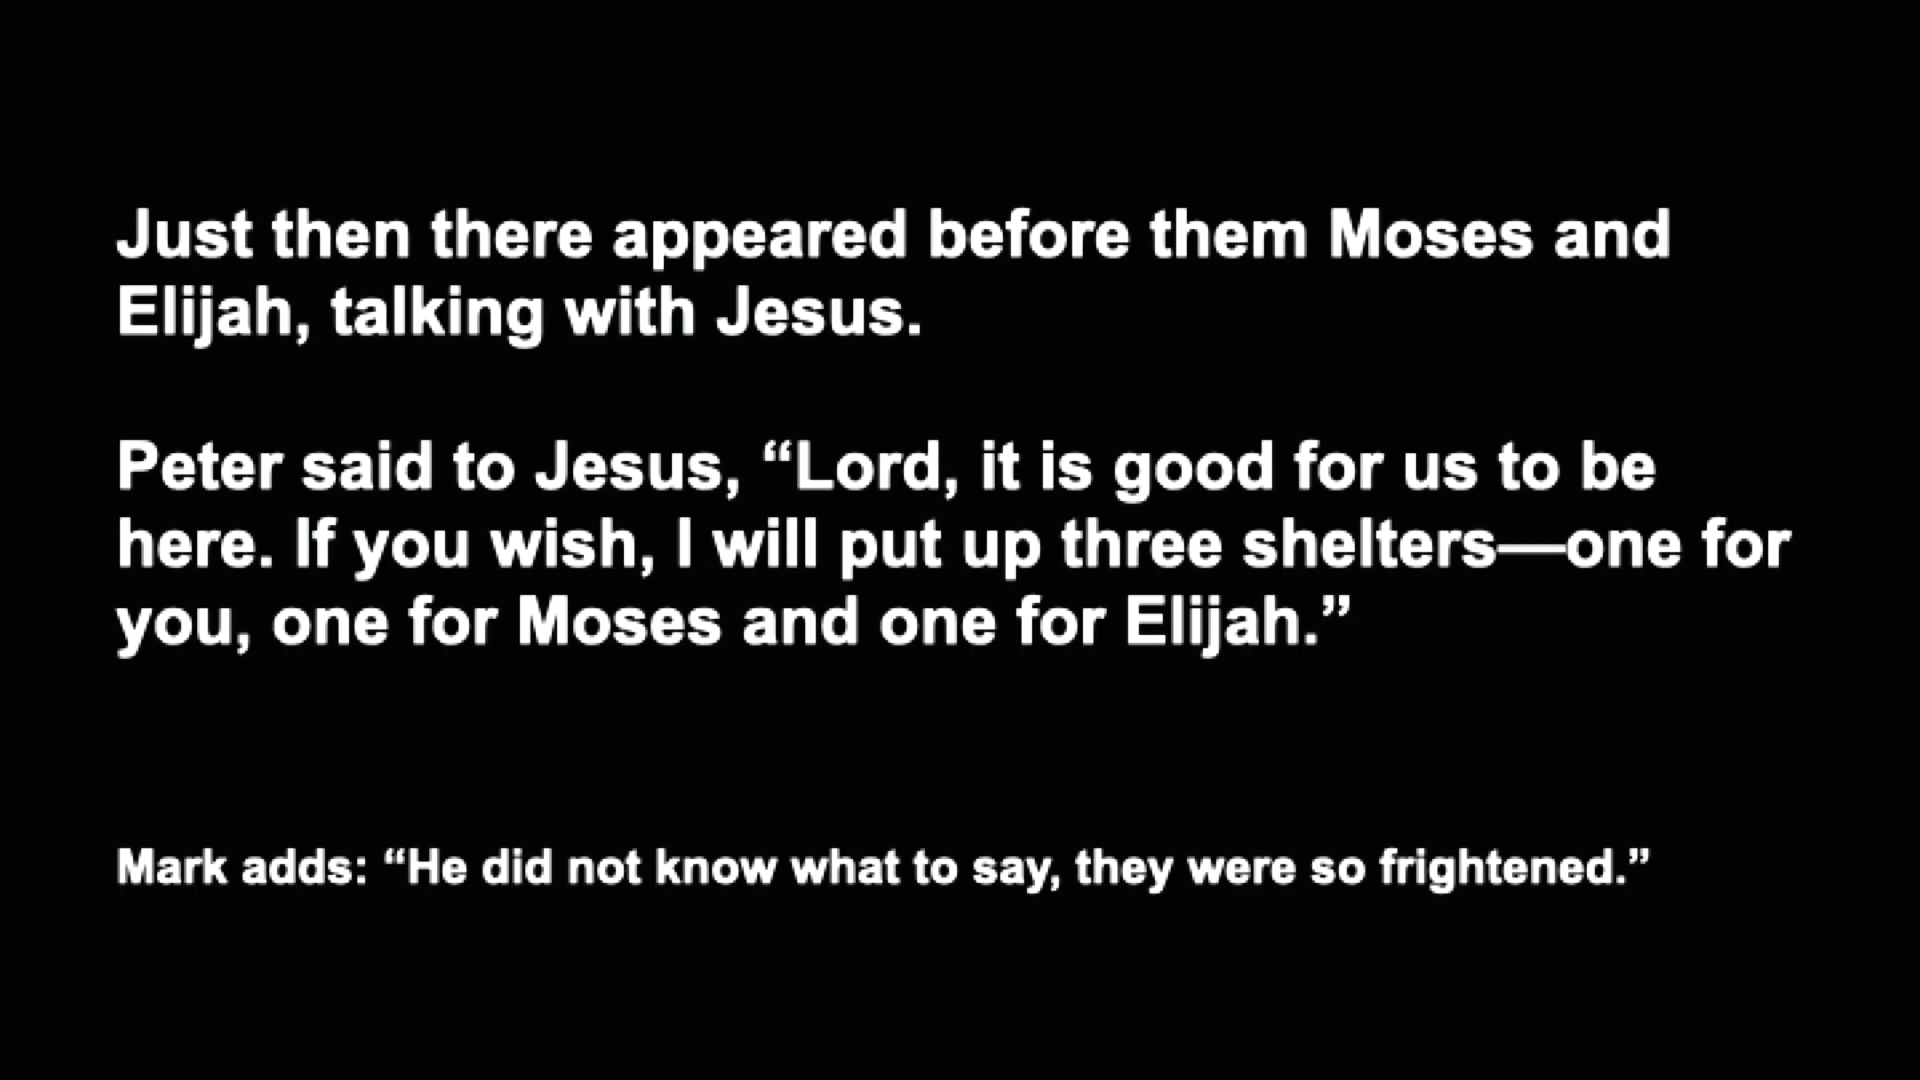 Just then there appeared before them Moses and
Elijah, talking with Jesus.
Peter said to Jesus, “Lord, it is good for us to be
here. If you wish, I will put up three shelters—one for
you, one for Moses and one for Elijah.”
Mark adds: “He did not know what to say, they were so frightened.”